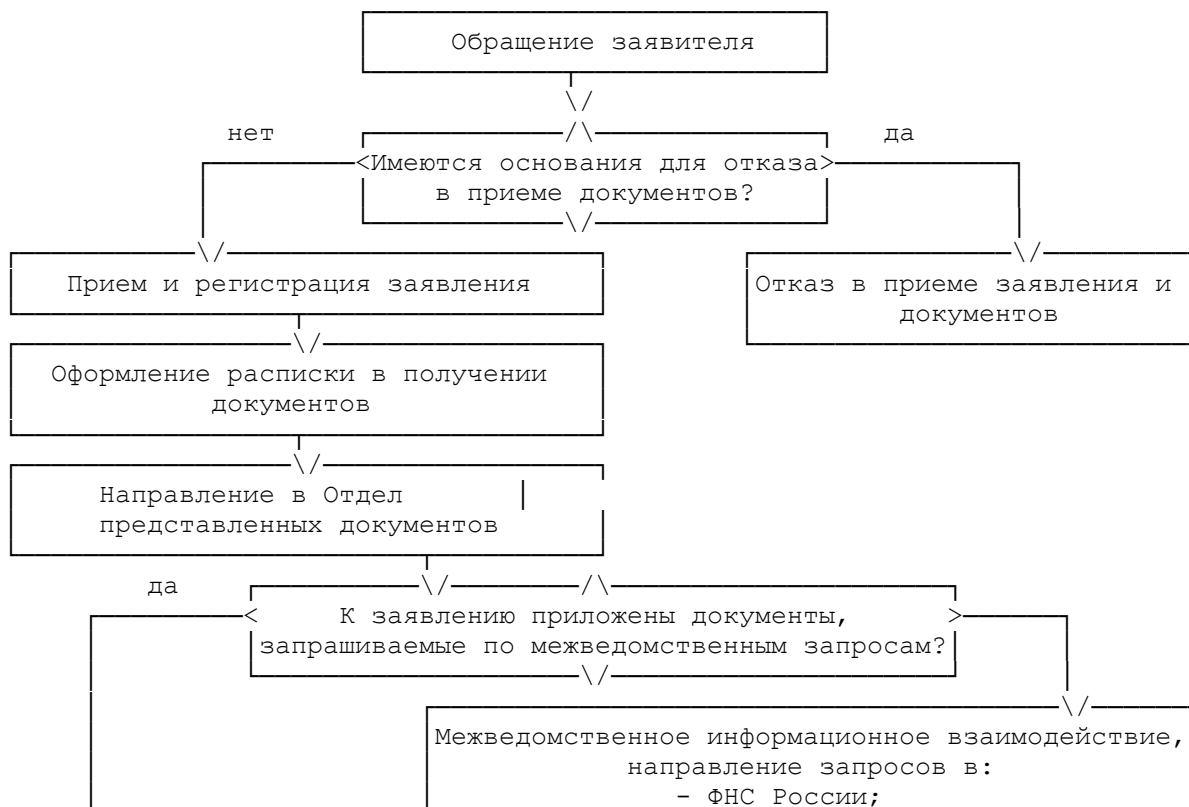 Обращение заявителя
нет
да
Имеются основания для отказа
в приеме документов?
Прием и регистрация заявления
Отказ в приеме заявления и
документов
Оформление расписки в получении
документов
Направление в Отдел
представленных документов
да
К заявлению приложены документы,
запрашиваемые по межведомственным запросам?
Межведомственное информационное взаимодействие,
направление запросов в:
- ФНС России;